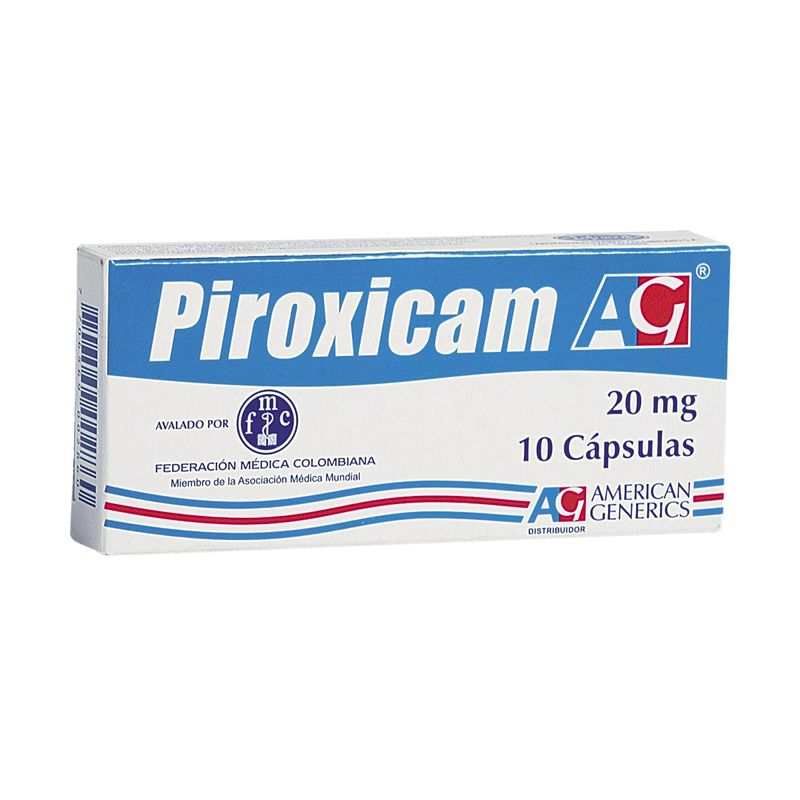 Piroxicam AG®
20 mg
10 Cápsulas
AVALADO POR
f m c
FEDERACIÓN MÉDICA COLOMBIANA
Miembro de la Asociación Médica Mundial
AG AMERICAN GENERICS
DISTRIBUIDOR